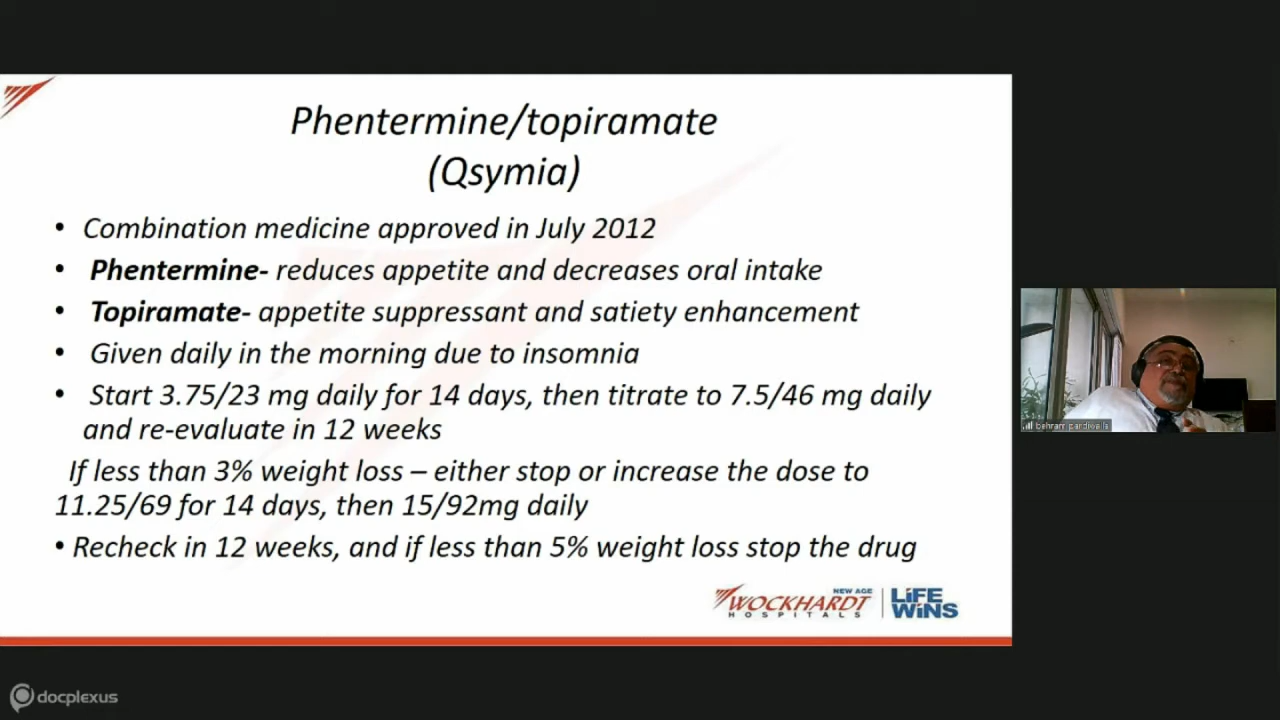 Phentermine/topiramate
(Qsymia)
• Combination medicine approved in July 2012
• Phentermine- reduces appetite and decreases oral intake
• Topiramate- appetite suppressant and satiety enhancement
• Given daily in the morning due to insomnia
• Start 3.75/23 mg daily for 14 days, then titrate to 7.5/46 mg daily
and re-evaluate in 12 weeks
If less than 3% weight loss – either stop or increase the dose to
11.25/69 for 14 days, then 15/92mg daily
• Recheck in 12 weeks, and if less than 5% weight loss stop the drug
NEW AGE
WOCKHARDT
HOSPITALS
LiFE
WiNS
behram pardiwalla
docplexus